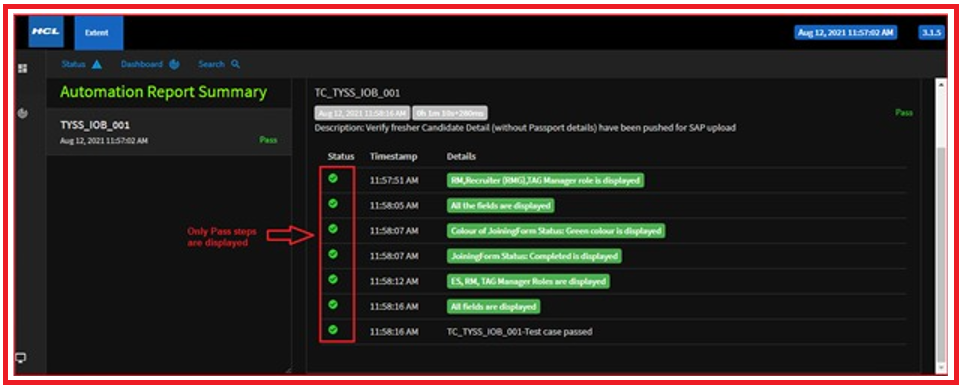 HCL
Extent
Aug 12, 2021 11:57:02 AM
3.1.5
Status
Dashboard
Search
Automation Report Summary
TYSS_IOB_001
Aug 12, 2021 11:57:02 AM
Pass
TC_TYSS_IOB_001
Aug 12, 2021 11:58:16 AM
0h 1m 10s+280ms
Pass
Description: Verify fresher Candidate Detail (without Passport details) have been pushed for SAP upload
Status Timestamp Details
11:57:51 AM RM,Recruiter (RMG),TAG Manager role is displayed
11:58:05 AM All the fields are displayed
11:58:07 AM Colour of JoiningForm Status: Green colour is displayed
11:58:07 AM JoiningForm Status: Completed is displayed
11:58:12 AM ES, RM, TAG Manager Roles are displayed
11:58:16 AM All fields are displayed
11:58:16 AM TC_TYSS_IOB_001-Test case passed
Only Pass steps
are displayed